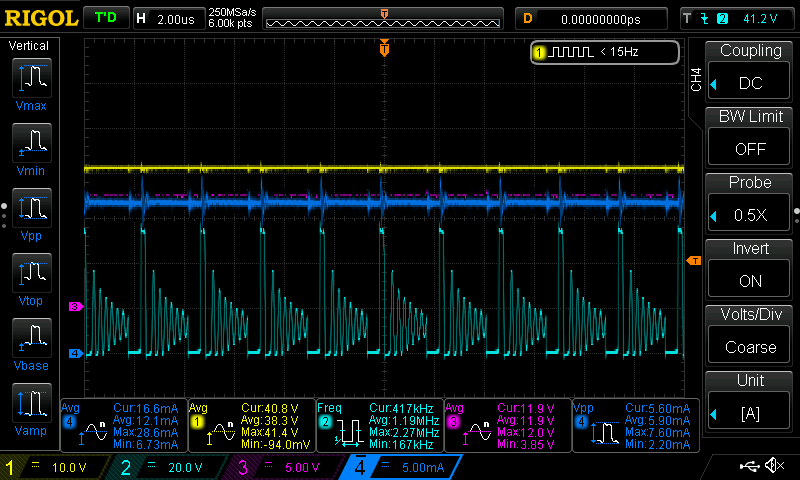 RIGOL T'D H 2.00us 250MSa/s 6.00k pts T D 0.00000000ps T 2 41.2 V
Vertical
T
1 < 15Hz
Vmax
Vmin
Vpp
Vtop
Vbase
Vamp
3
4
T
CH4
Coupling
DC
BW Limit
OFF
Probe
0.5X
Invert
ON
Volts/Div
Coarse
Unit
[A]
Avg
4
n
Cur:16.6mA
Avg:12.1mA
Max:28.6mA
Min:6.73mA
Avg
1
n
Cur:40.8 V
Avg:38.3 V
Max:41.4 V
Min:-94.0mV
Freq
2
Cur:417kHz
Avg:1.19MHz
Max:2.27MHz
Min:167kHz
Avg
3
n
Cur:11.9 V
Avg:11.9 V
Max:12.0 V
Min:3.85 V
Vpp
4
Cur:5.60mA
Avg:5.90mA
Max:7.60mA
Min:2.20mA
1 10.0 V 2 20.0 V 3 5.00 V 4 5.00mA